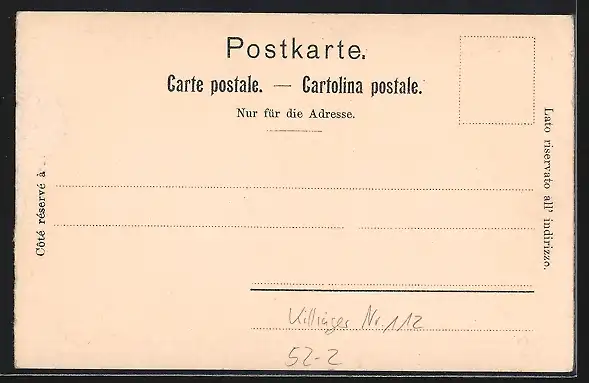 Postkarte.
Carte postale. — Cartolina postale.
Nur für die Adresse.
Côté réservé à . .
Lato riservato all' indirizzo.
Killinger Nr. 112
52-2